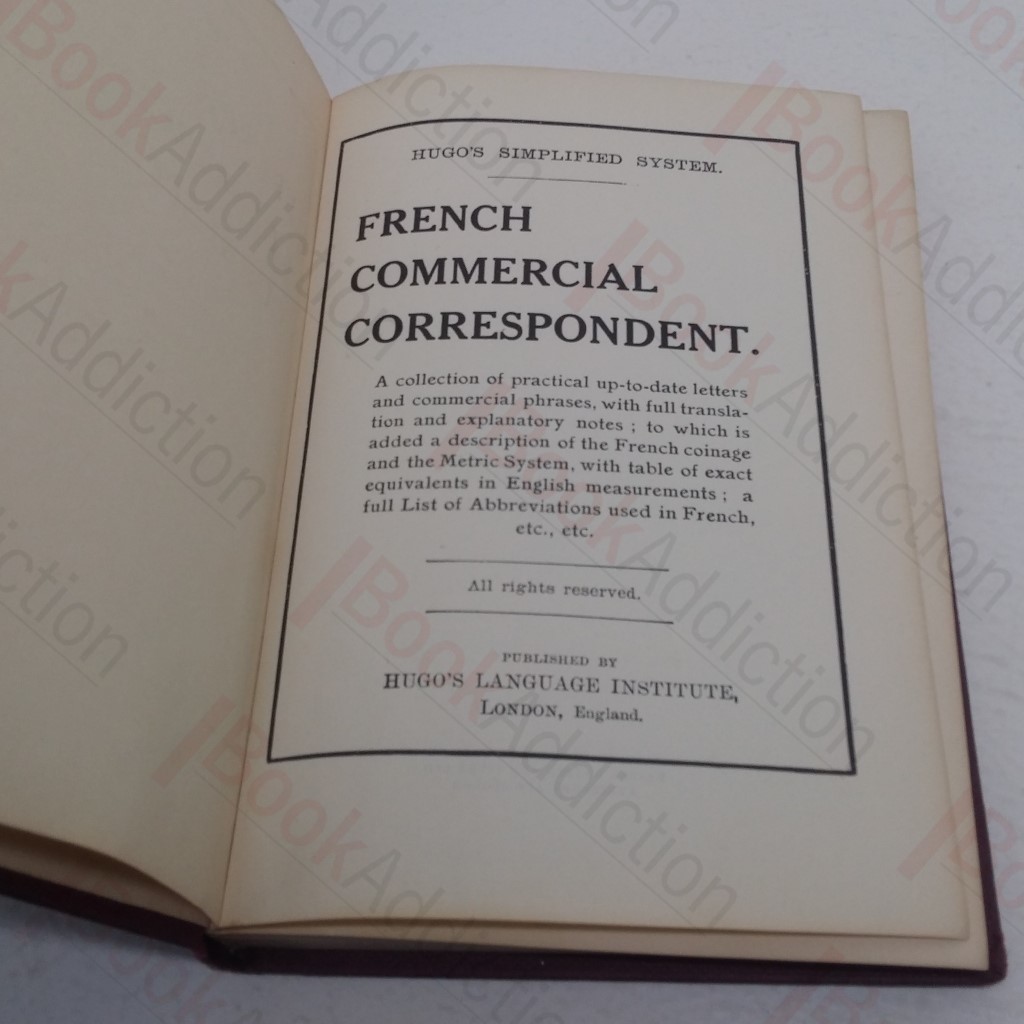 HUGO'S SIMPLIFIED SYSTEM.
FRENCH
COMMERCIAL
CORRESPONDENT.
A collection of practical up-to-date letters
and commercial phrases, with full transla-
tion and explanatory notes ; to which is
added a description of the French coinage
and the Metric System, with table of exact
equivalents in English measurements ; a
full List of Abbreviations used in French,
etc., etc.
All rights reserved.
PUBLISHED BY
HUGO'S LANGUAGE INSTITUTE,
LONDON, England.
BookAddiction